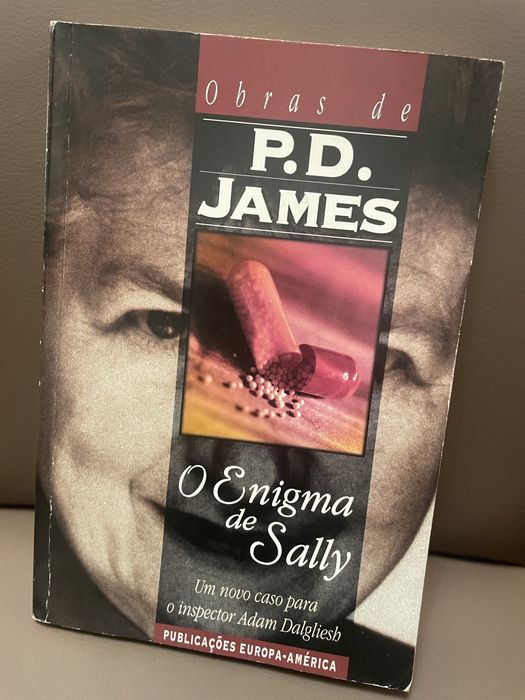 Obras de
P.D.
JAMES
O Enigma
de
Sally
Um novo caso para
o inspector Adam Dalgliesh
PUBLICAÇÕES EUROPA-AMÉRICA